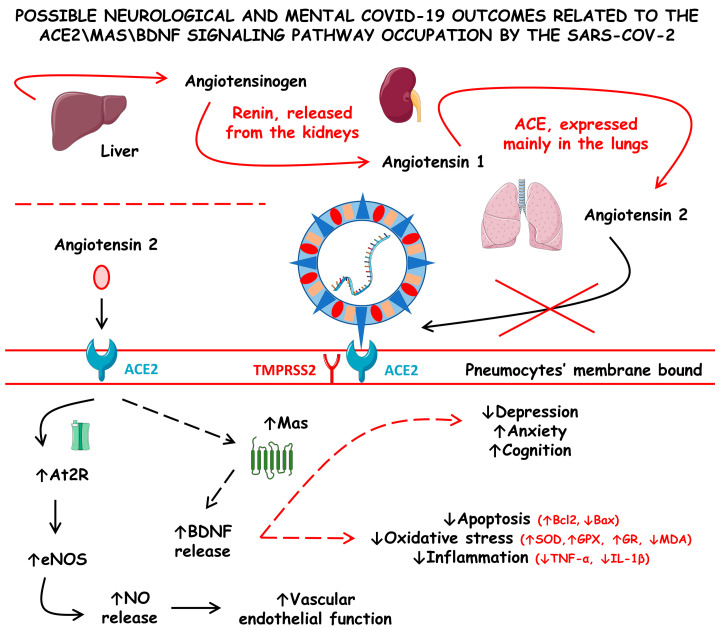 POSSIBLE NEUROLOGICAL AND MENTAL COVID-19 OUTCOMES RELATED TO THE
ACE2\MAS\BDNF SIGNALING PATHWAY OCCUPATION BY THE SARS-COV-2
Angiotensinogen
Liver
Renin, released
from the kidneys
Angiotensin 1
ACE, expressed
mainly in the lungs
Angiotensin 2
Angiotensin 2
ACE2
TMPRSS2
ACE2
Pneumocytes’ membrane bound
↑At2R
↑eNOS
↑NO
release
↑Vascular
endothelial function
↑Mas
↑BDNF
release
↓Depression
↑Anxiety
↑Cognition
↓Apoptosis (↑Bcl2, ↓Bax)
↓Oxidative stress (↑SOD,↑GPX, ↑GR, ↓MDA)
↓Inflammation (↓TNF-α, ↓IL-1β)